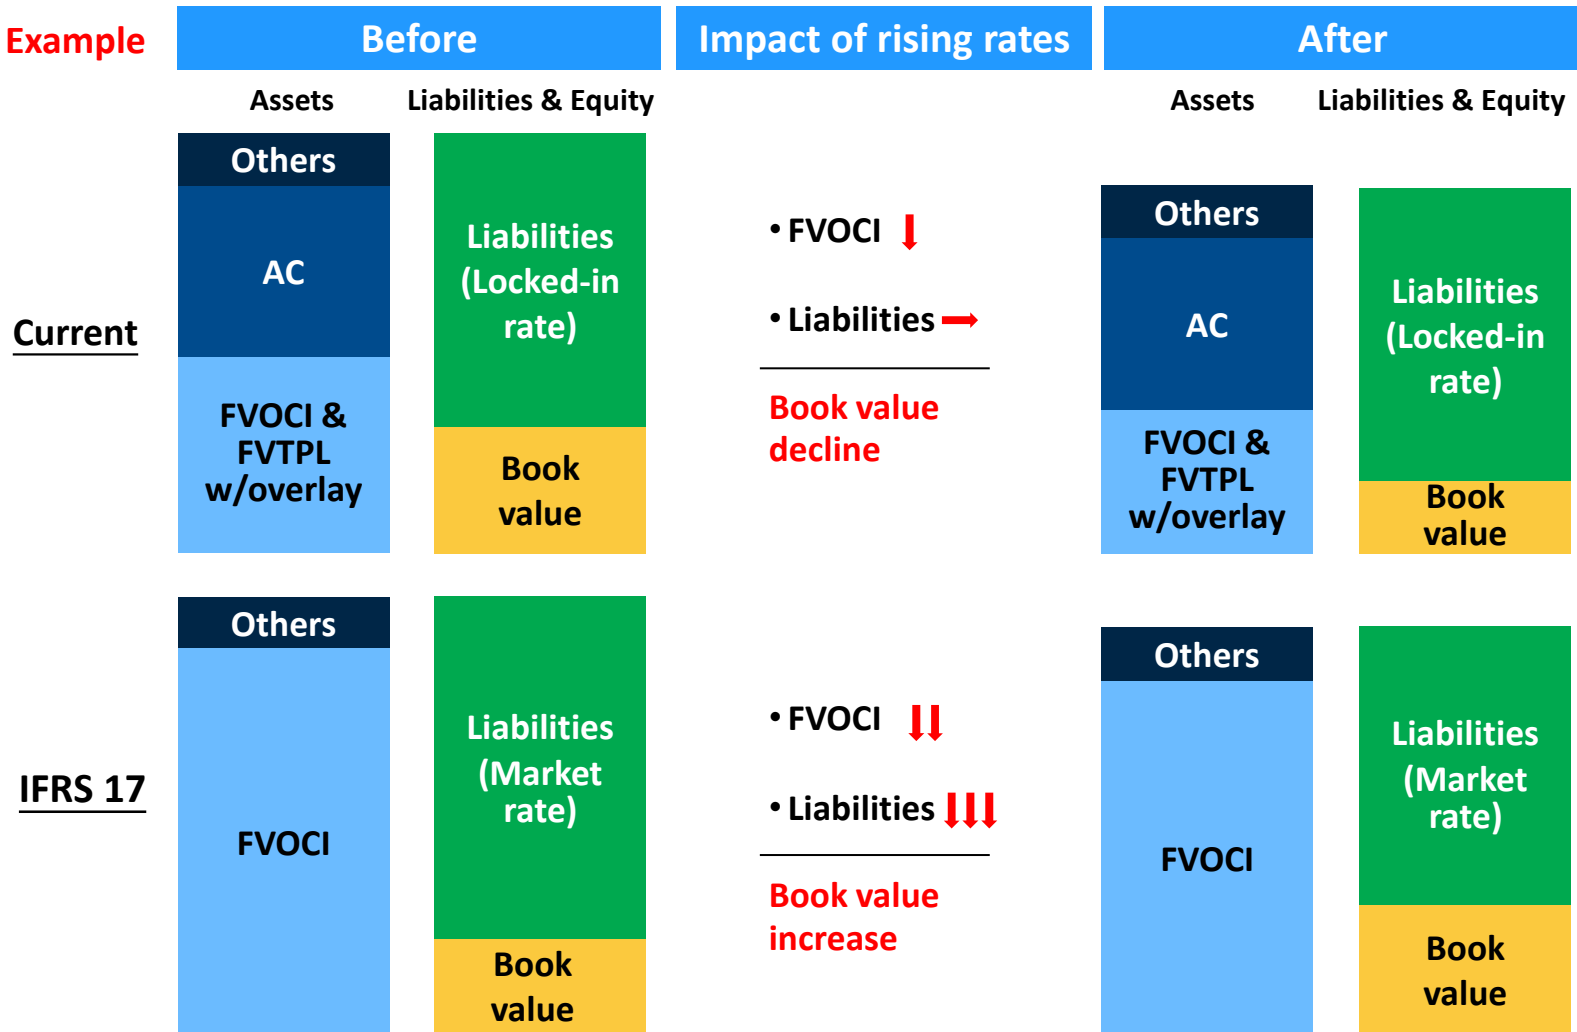 Example
Before
Impact of rising rates
After
Assets
Liabilities & Equity
Assets
Liabilities & Equity
Current
Others
AC
FVOCI &
FVTPL
w/overlay
Liabilities
(Locked-in
rate)
Book
value
• FVOCI
• Liabilities
Book value
decline
Others
AC
FVOCI &
FVTPL
w/overlay
Liabilities
(Locked-in
rate)
Book
value
IFRS 17
Others
FVOCI
Liabilities
(Market
rate)
Book
value
• FVOCI
• Liabilities
Book value
increase
Others
FVOCI
Liabilities
(Market
rate)
Book
value